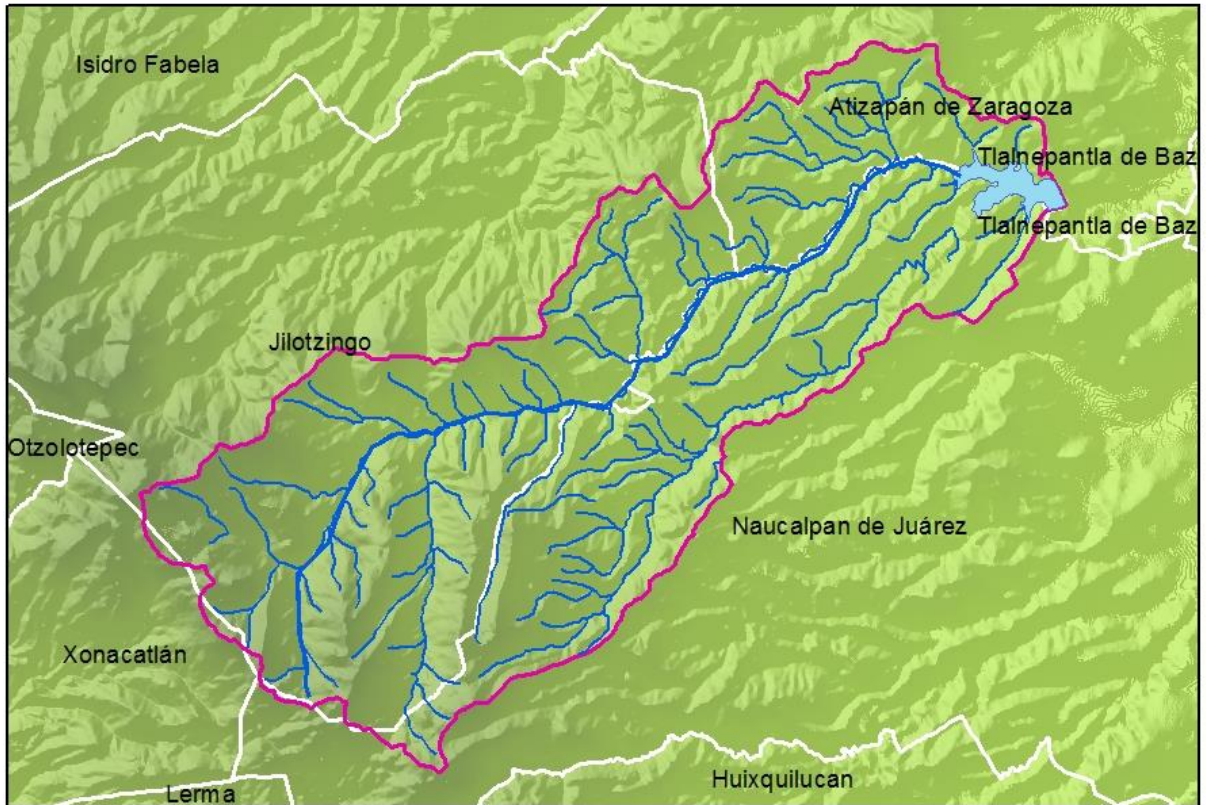 Isidro Fabela
Atizapán de Zaragoza
Tlalnepantla de Baz
Tlalnepantla de Baz
Jilotzingo
Otzolotepec
Naucalpan de Juárez
Xonacatlán
Huixquilucan
Lerma